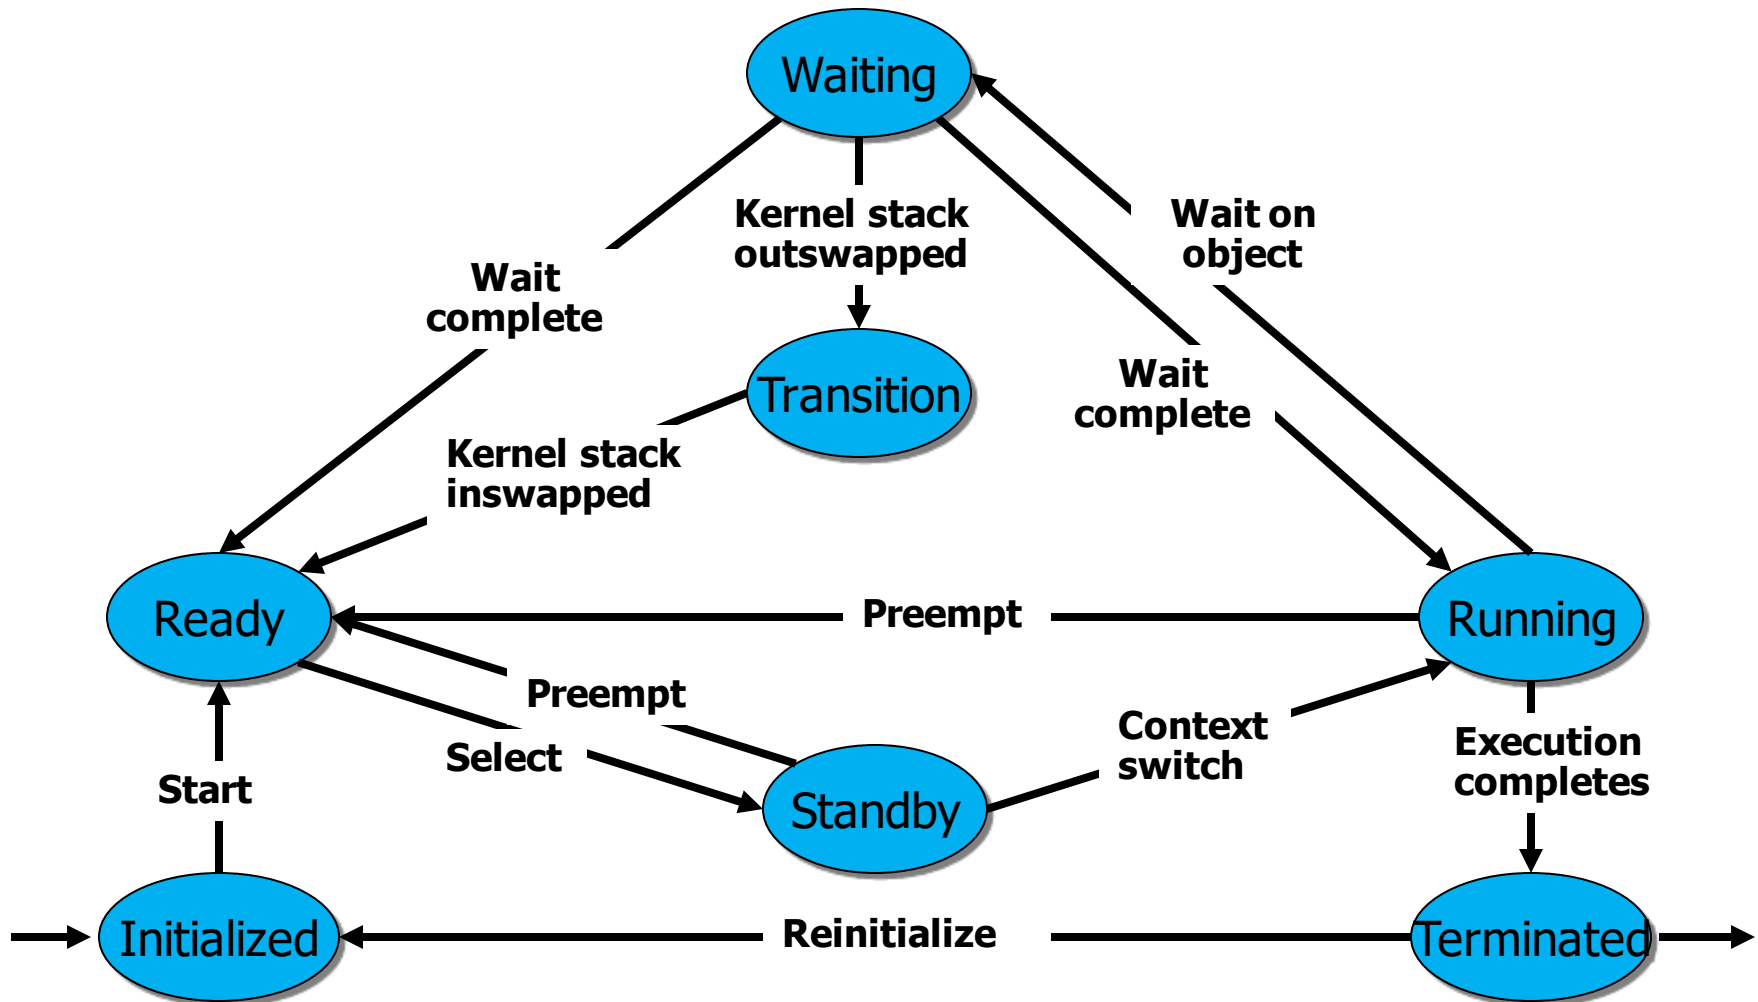 Waiting
Kernel stack
outswapped
Wait on
object
Wait
complete
Transition
Wait
complete
Kernel stack
inswapped
Ready
Preempt
Running
Preempt
Select
Context
switch
Execution
completes
Start
Standby
Initialized
Reinitialize
Terminated